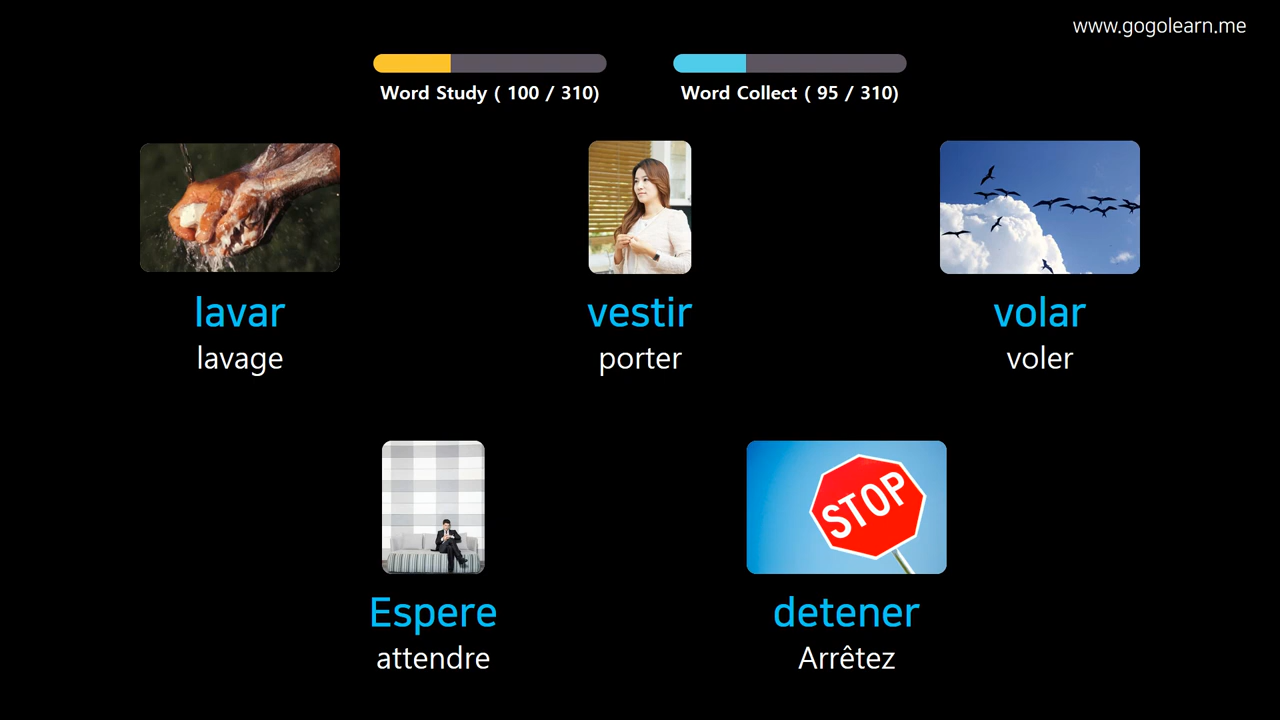 www.gogolearn.me
Word Study ( 100 / 310)
Word Collect ( 95 / 310)
lavar
lavage
vestir
porter
volar
voler
STOP
Espere
attendre
detener
Arrêtez